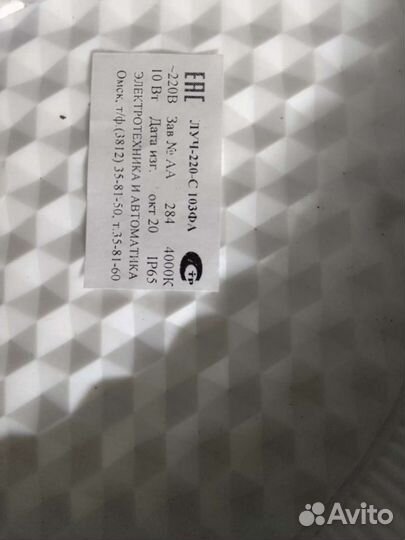 ЕАС ЛУЧ-220-С 103ФА
~220В Зав № АА 284 4000К
10 Вт Дата изг. окт 20 IP65
ЭЛЕКТРОТЕХНИКА И АВТОМАТИКА
Омск, т/ф.(3812) 35-81-50, т.35-81-60
Avito